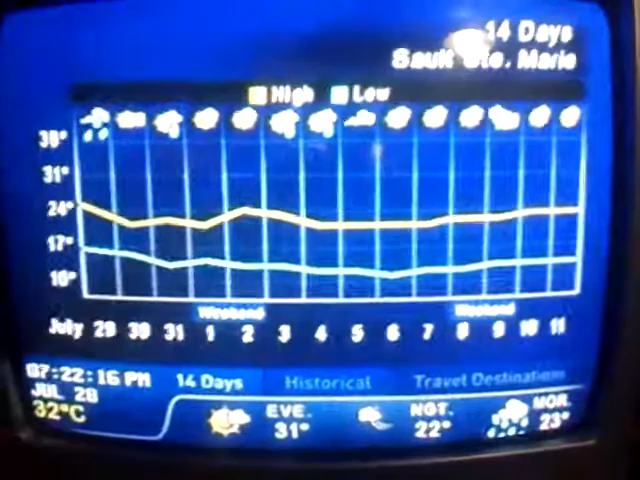 14 Days
Sault Ste. Marie
High Low
38°
31°
24°
17°
10°
Weekend Weekend
July 29 30 31 1 2 3 4 5 6 7 8 9 10 11
07:22:16 PM
JUL 28
32°C
14 Days Historical Travel Destinations
EVE. 31°
NGT. 22°
MOR. 23°